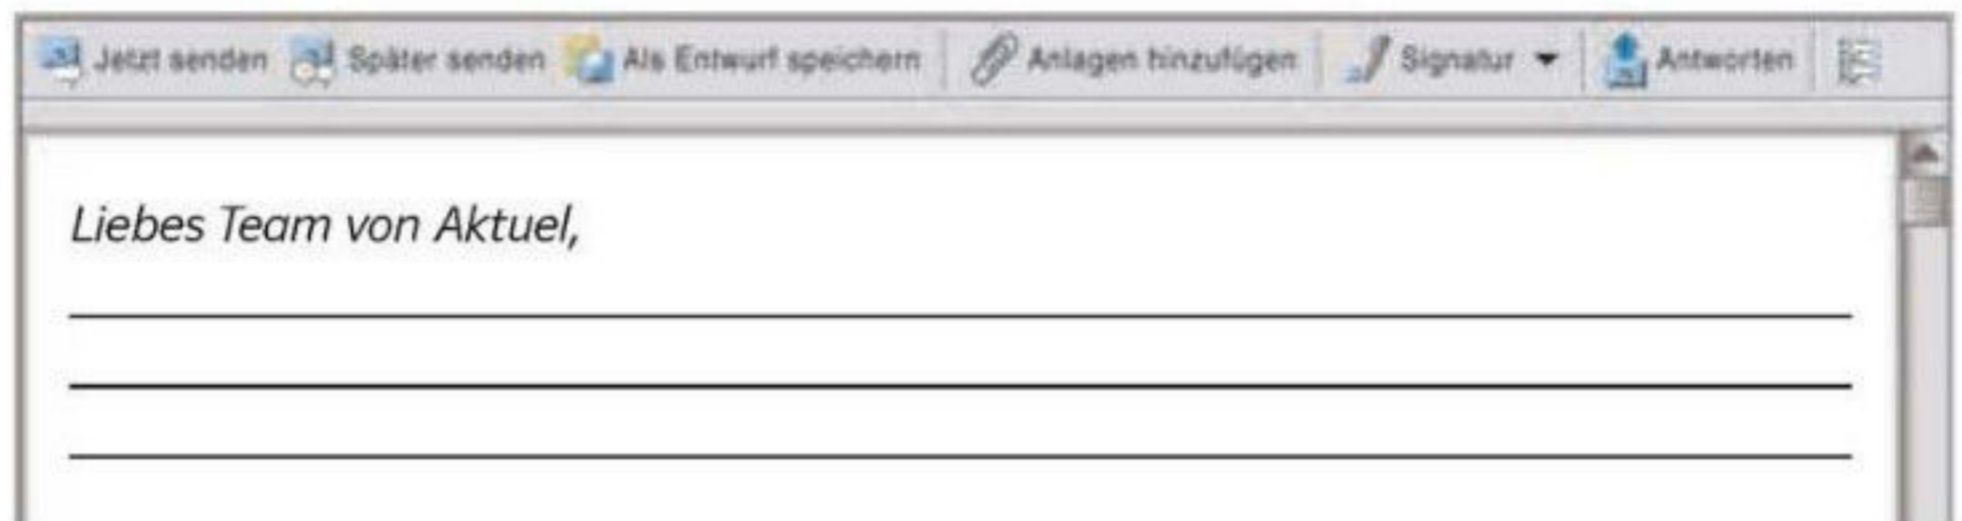 Jetzt senden Später senden Als Entwurf speichern Anlagen hinzufügen Signatur Antworten
Liebes Team von Aktuel,